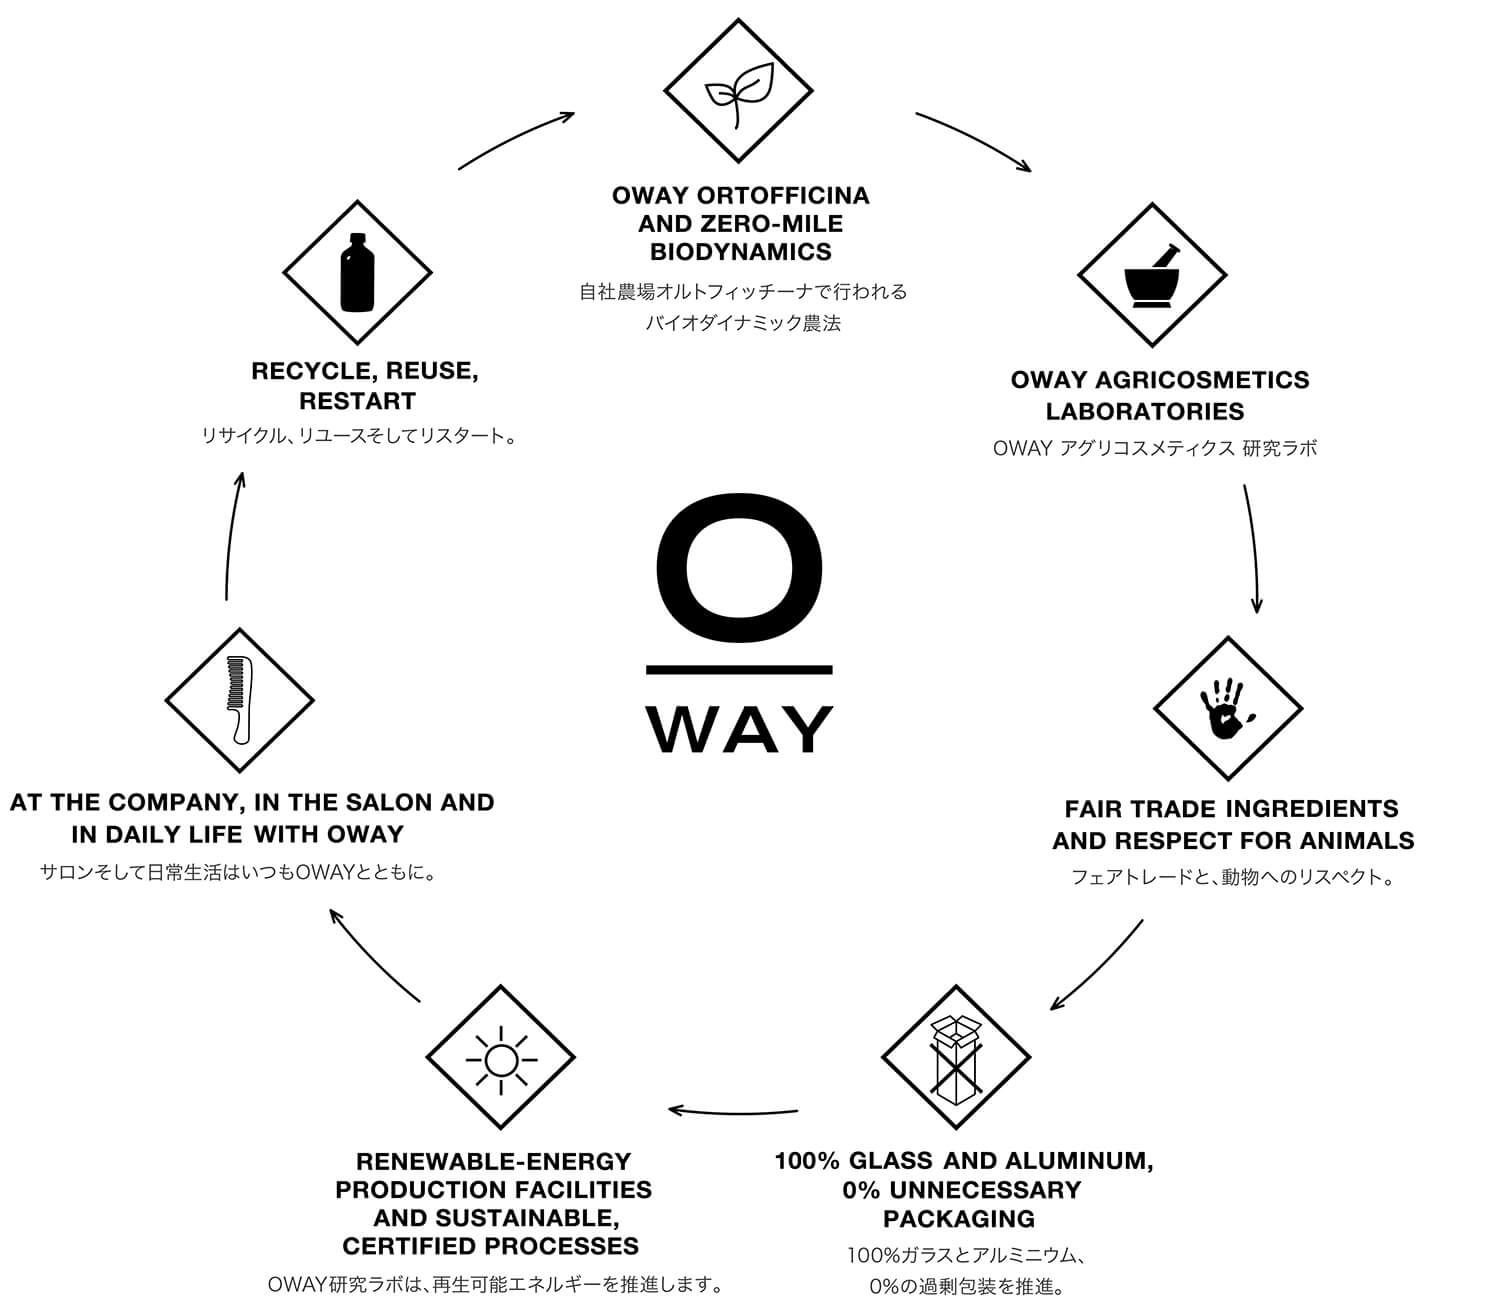 OWAY ORTOFFICINA
AND ZERO-MILE
BIODYNAMICS
自社農場オルトフィッチーナで行われる
バイオダイナミック農法
OWAY AGRICOSMETICS
LABORATORIES
OWAY アグリコスメティクス 研究ラボ
FAIR TRADE INGREDIENTS
AND RESPECT FOR ANIMALS
フェアトレードと、動物へのリスペクト。
100% GLASS AND ALUMINUM,
0% UNNECESSARY
PACKAGING
100%ガラスとアルミニウム、
0%の過剰包装を推進。
RENEWABLE-ENERGY
PRODUCTION FACILITIES
AND SUSTAINABLE,
CERTIFIED PROCESSES
OWAY研究ラボは、再生可能エネルギーを推進します。
AT THE COMPANY, IN THE SALON AND
IN DAILY LIFE WITH OWAY
サロンそして日常生活はいつもOWAYとともに。
RECYCLE, REUSE,
RESTART
リサイクル、リユースそしてリスタート。
O
WAY